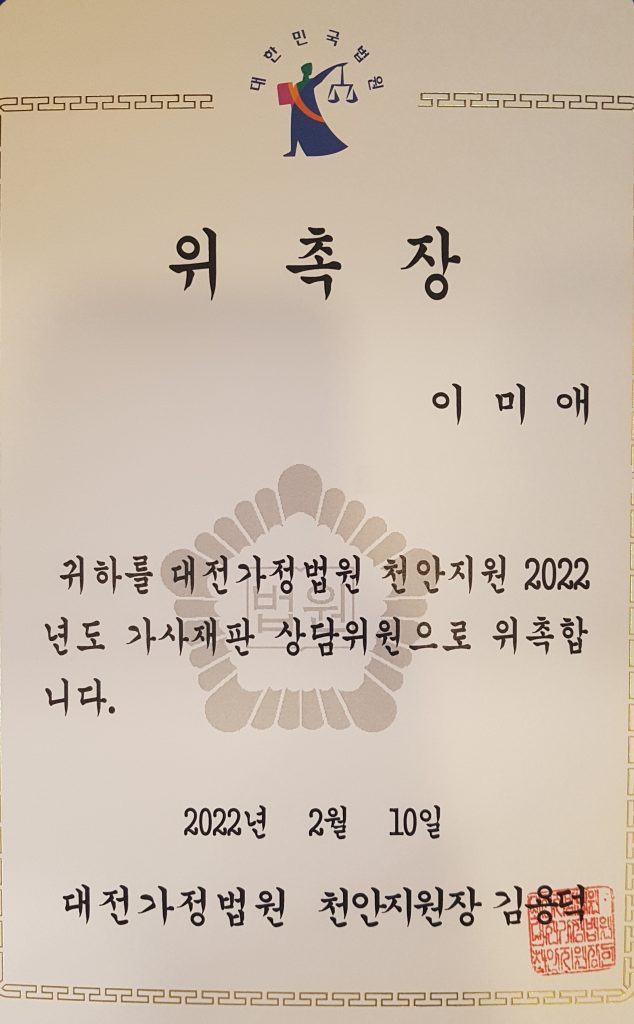 대한민국법원
위 촉 장
이 미 애
법원
귀하를 대전가정법원 천안지원 2022
년도 가사재판 상담위원으로 위촉합
니다.
2022년 2월 10일
대전가정법원 천안지원장 김용덕